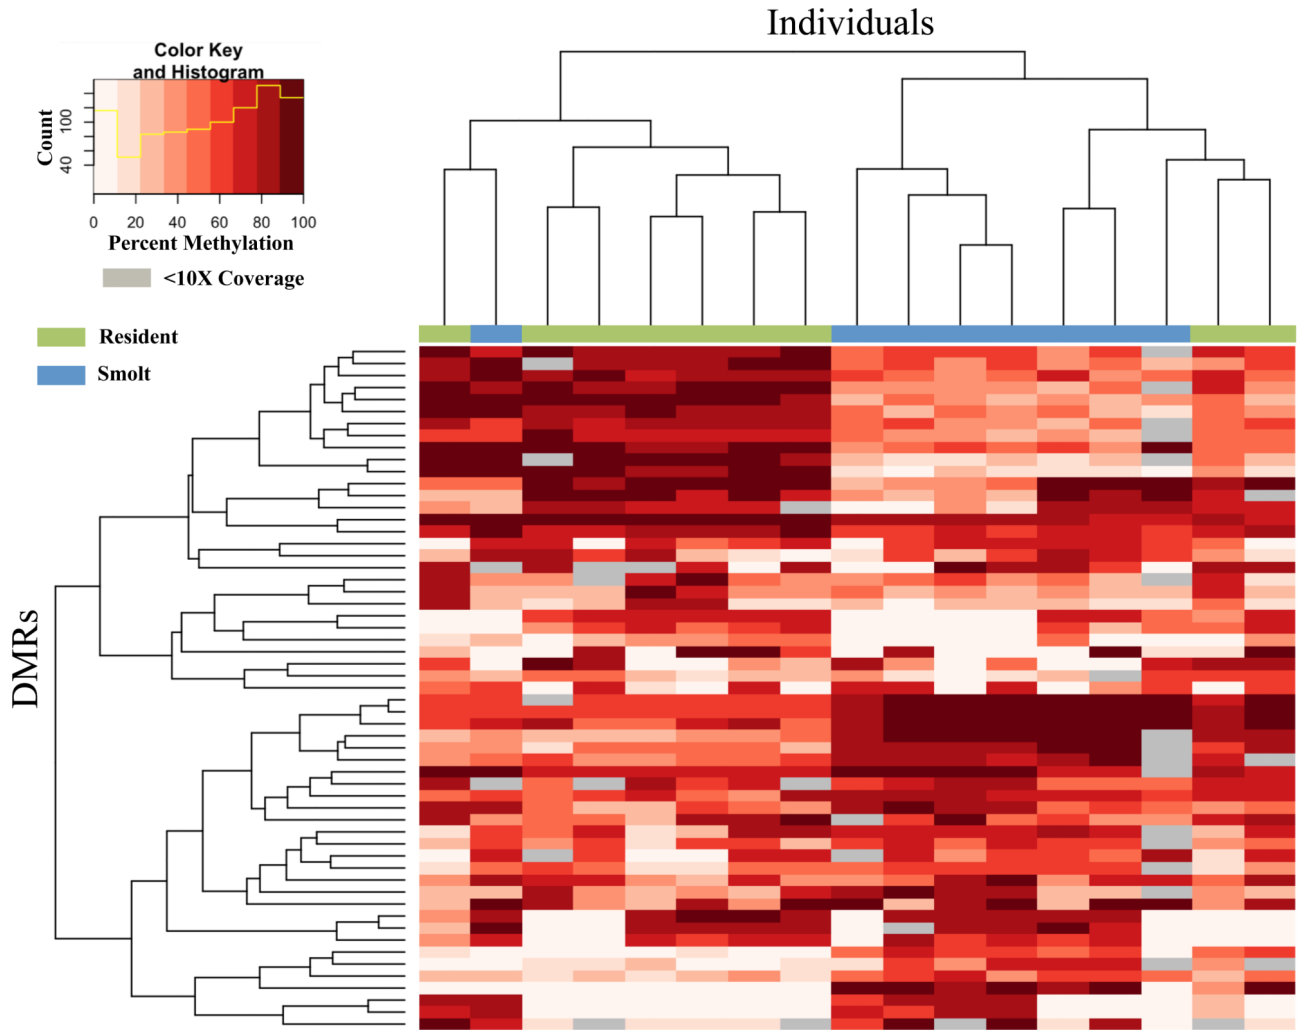 Individuals
Color Key
and Histogram
Count
100
40
0 20 40 60 80 100
Percent Methylation
<10X Coverage
Resident
Smolt
DMRs